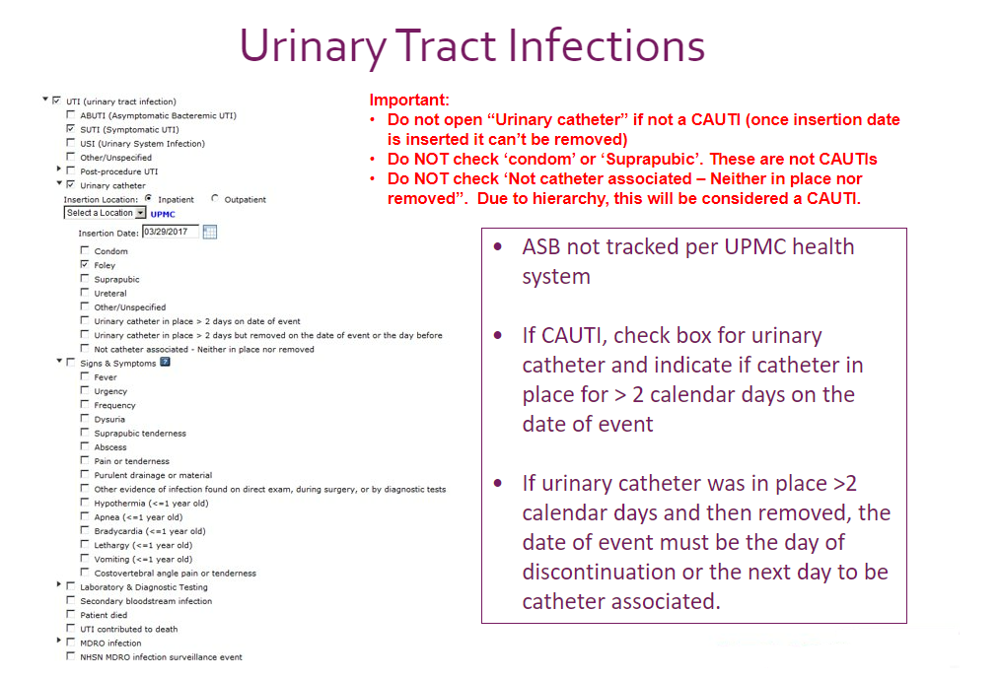 Urinary Tract Infections
UTI (urinary tract infection)
ABUTI (Asymptomatic Bacteremic UTI)
SUTI (Symptomatic UTI)
USI (Urinary System Infection)
Other/Unspecified
Post-procedure UTI
Urinary catheter
Insertion Location: Inpatient Outpatient
Select a Location UPMC
Insertion Date: 03/29/2017
Condom
Foley
Suprapubic
Ureteral
Other/Unspecified
Urinary catheter in place > 2 days on date of event
Urinary catheter in place > 2 days but removed on the date of event or the day before
Not catheter associated - Neither in place nor removed
Signs & Symptoms ?
Fever
Urgency
Frequency
Dysuria
Suprapubic tenderness
Abscess
Pain or tenderness
Purulent drainage or material
Other evidence of infection found on direct exam, during surgery, or by diagnostic tests
Hypothermia (<=1 year old)
Apnea (<=1 year old)
Bradycardia (<=1 year old)
Lethargy (<=1 year old)
Vomiting (<=1 year old)
Costovertebral angle pain or tenderness
Laboratory & Diagnostic Testing
Secondary bloodstream infection
Patient died
UTI contributed to death
MDRO infection
NHSN MDRO infection surveillance event
Important:
• Do not open “Urinary catheter” if not a CAUTI (once insertion date
is inserted it can’t be removed)
• Do NOT check ‘condom’ or ‘Suprapubic’. These are not CAUTIs
• Do NOT check ‘Not catheter associated – Neither in place nor
removed”. Due to hierarchy, this will be considered a CAUTI.
• ASB not tracked per UPMC health
system
• If CAUTI, check box for urinary
catheter and indicate if catheter in
place for > 2 calendar days on the
date of event
• If urinary catheter was in place >2
calendar days and then removed, the
date of event must be the day of
discontinuation or the next day to be
catheter associated.